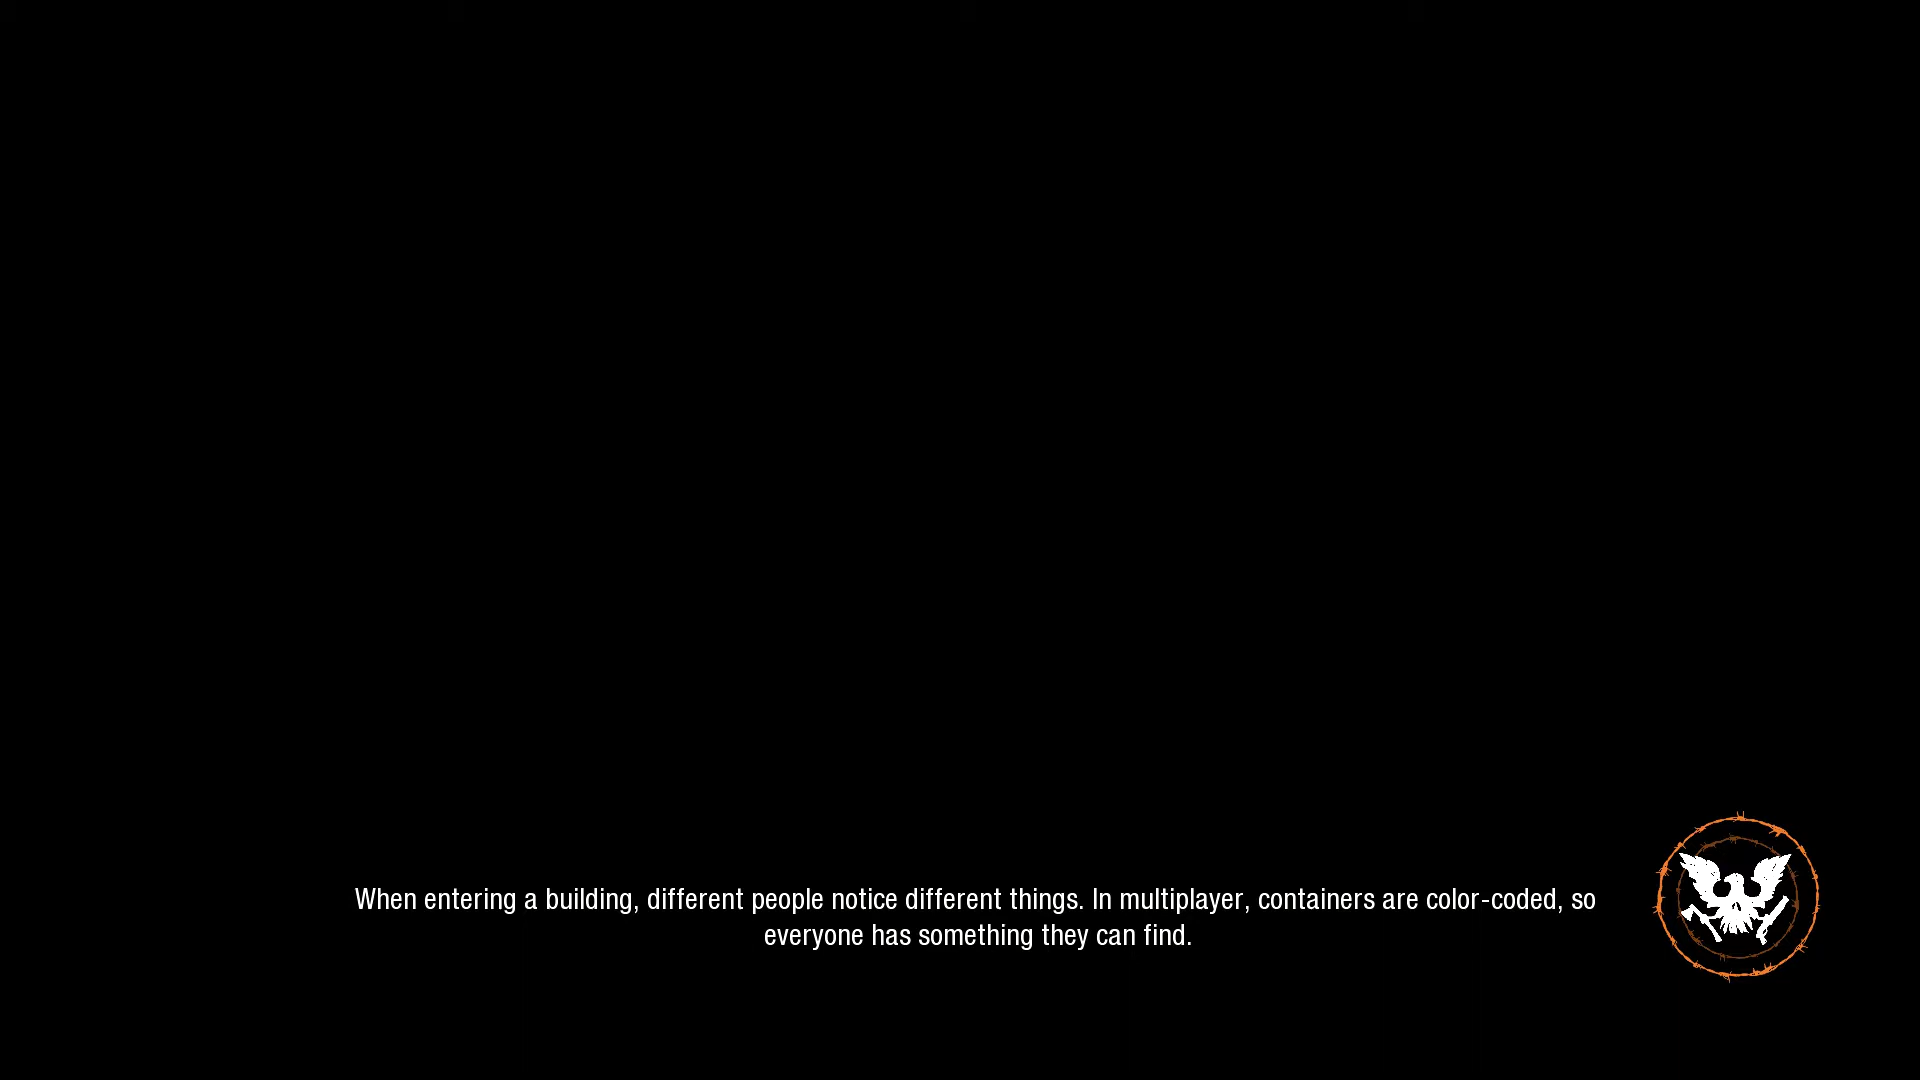 When entering a building, different people notice different things. In multiplayer, containers are color-coded, so
everyone has something they can find.